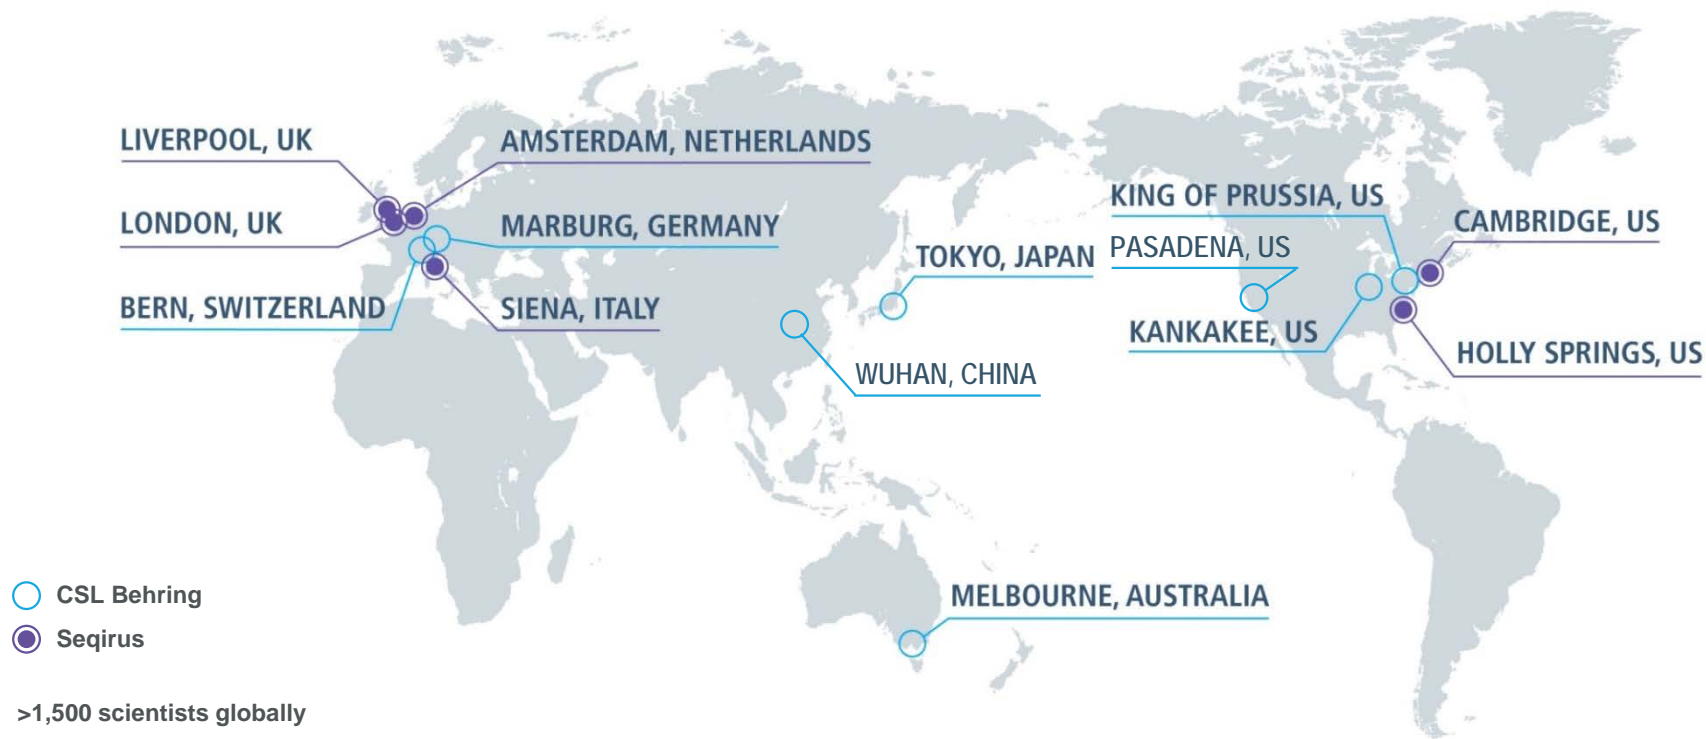 LIVERPOOL, UK
AMSTERDAM, NETHERLANDS
LONDON, UK
MARBURG, GERMANY
BERN, SWITZERLAND
SIENA, ITALY
TOKYO, JAPAN
WUHAN, CHINA
KING OF PRUSSIA, US
PASADENA, US
CAMBRIDGE, US
KANKAKEE, US
HOLLY SPRINGS, US
MELBOURNE, AUSTRALIA
CSL Behring
Seqirus
>1,500 scientists globally